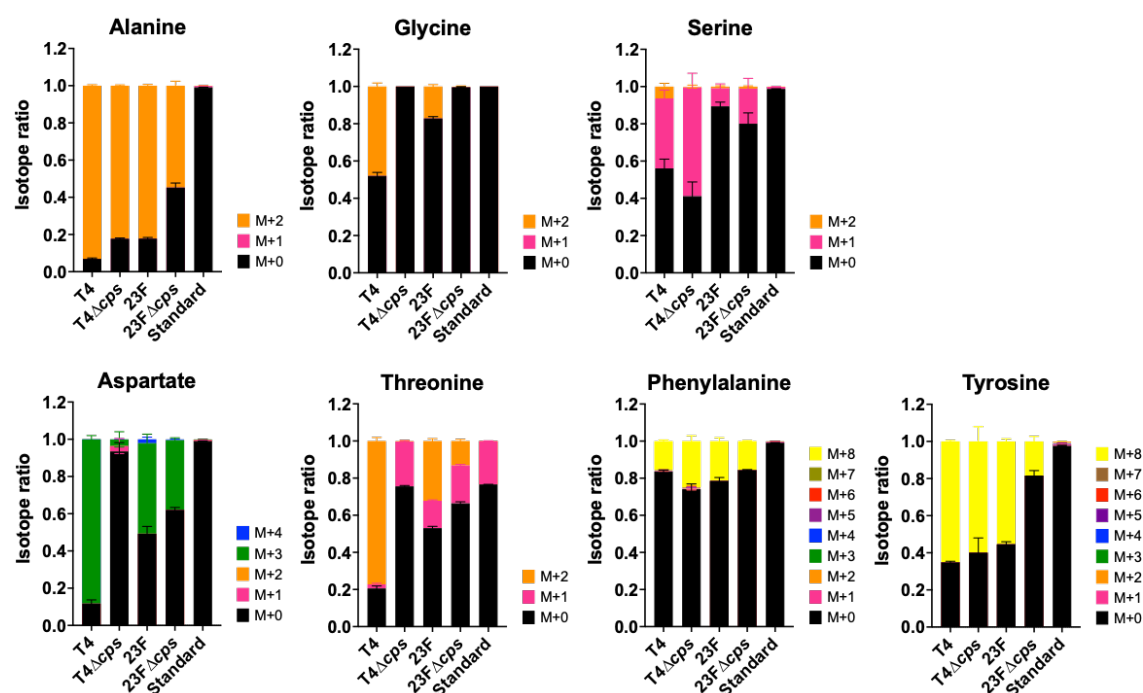 Alanine
Isotope ratio
1.2
1.0
0.8
0.6
0.4
0.2
0.0
T4
T4Δcps
23F
23FΔcps
Standard
M+2
M+1
M+0
Glycine
Isotope ratio
1.2
1.0
0.8
0.6
0.4
0.2
0.0
T4
T4Δcps
23F
23FΔcps
Standard
M+2
M+1
M+0
Serine
Isotope ratio
1.2
1.0
0.8
0.6
0.4
0.2
0.0
T4
T4Δcps
23F
23FΔcps
Standard
M+2
M+1
M+0
Aspartate
Isotope ratio
1.2
1.0
0.8
0.6
0.4
0.2
0.0
T4
T4Δcps
23F
23FΔcps
Standard
M+4
M+3
M+2
M+1
M+0
Threonine
Isotope ratio
1.2
1.0
0.8
0.6
0.4
0.2
0.0
T4
T4Δcps
23F
23FΔcps
Standard
M+2
M+1
M+0
Phenylalanine
Isotope ratio
1.2
1.0
0.8
0.6
0.4
0.2
0.0
T4
T4Δcps
23F
23FΔcps
Standard
M+8
M+7
M+6
M+5
M+4
M+3
M+2
M+1
M+0
Tyrosine
Isotope ratio
1.2
1.0
0.8
0.6
0.4
0.2
0.0
T4
T4Δcps
23F
23FΔcps
Standard
M+8
M+7
M+6
M+5
M+4
M+3
M+2
M+1
M+0